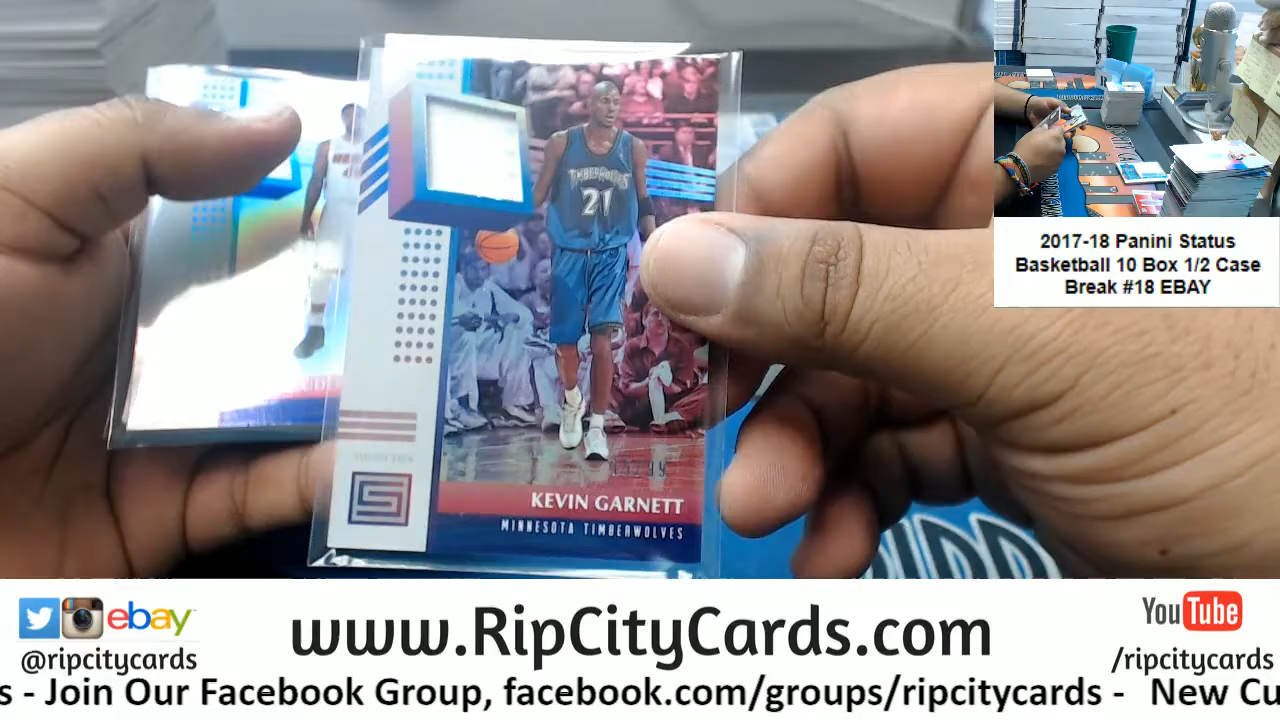 TIMBERWOLVES
21
KEVIN GARNETT
MINNESOTA TIMBERWOLVES
2017-18 Panini Status
Basketball 10 Box 1/2 Case
Break #18 EBAY
ebay
@ripcitycards
www.RipCityCards.com
YouTube
/ripcitycards
s - Join Our Facebook Group, facebook.com/groups/ripcitycards - New Cu